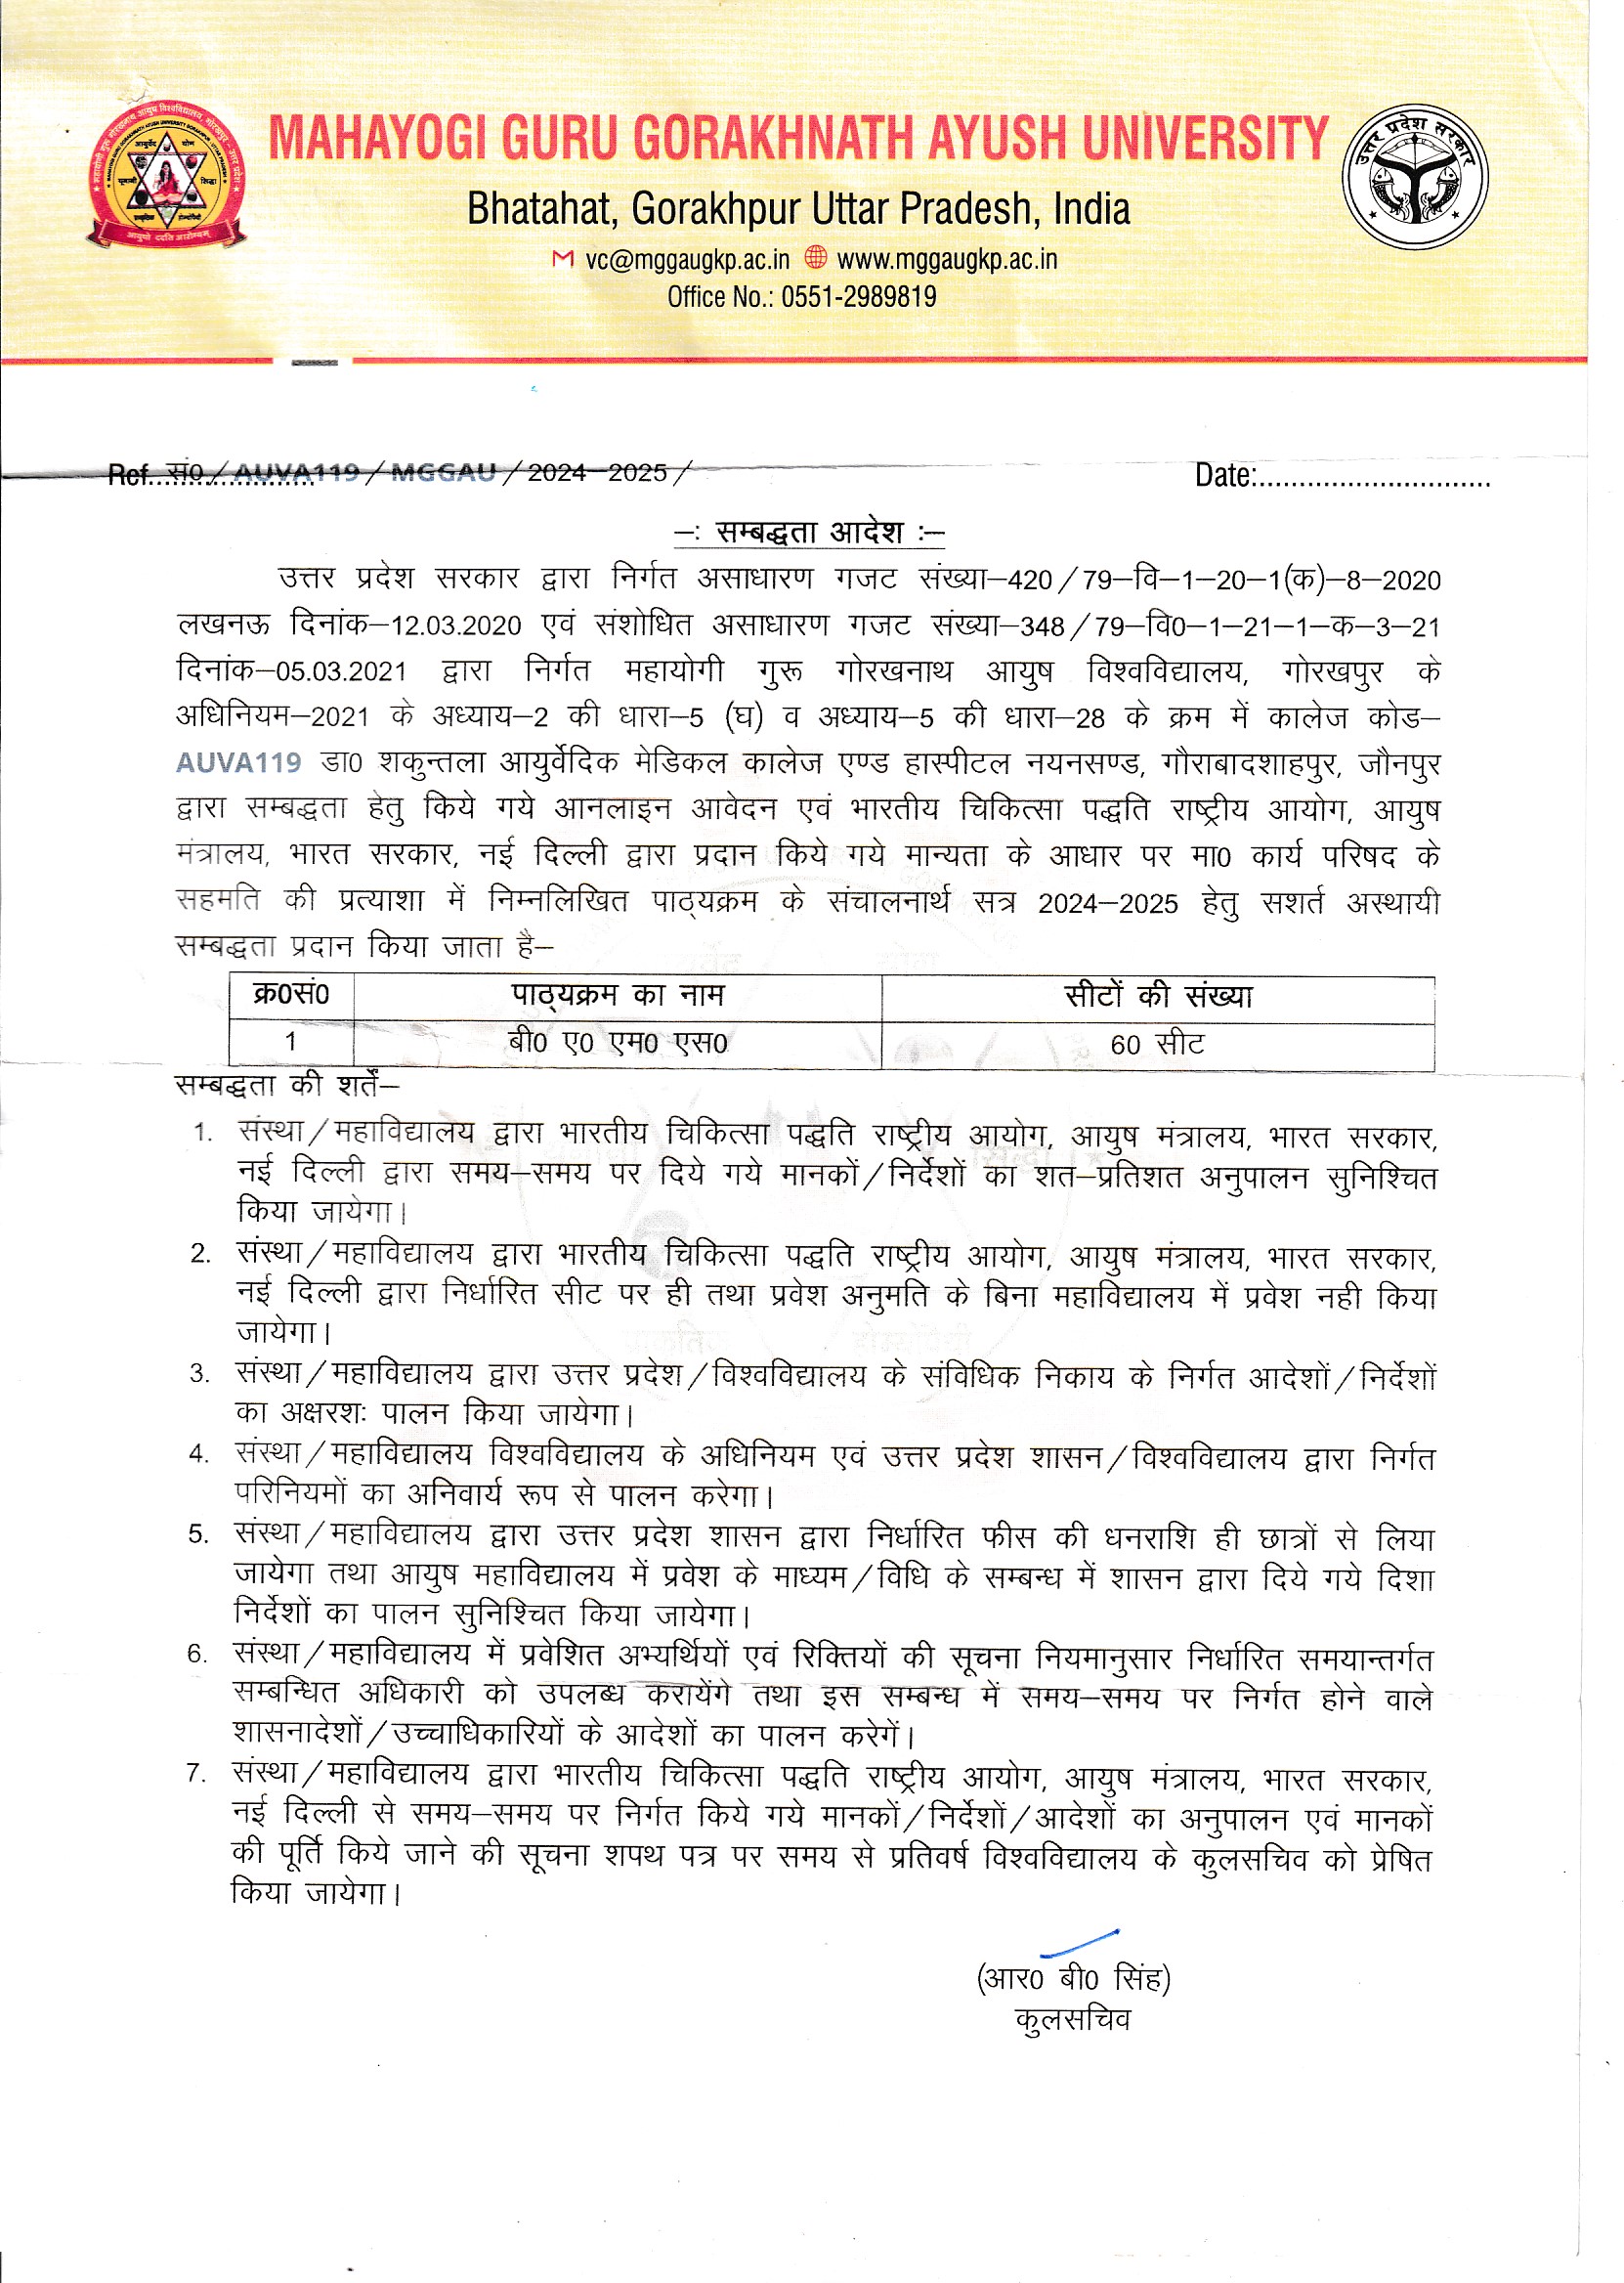 MAHAYOGI GURU GORAKHNATH AYUSH UNIVERSITY
Bhatahat, Gorakhpur Uttar Pradesh, India
vc@mggaugkp.ac.in www.mggaugkp.ac.in
Office No.: 0551-2989819
उत्तर प्रदेश सरकार
आयुर्वेद योग
यूनानी सिद्धा
Ref....सं0 / AUVA119 / MGGAU / 2024–2025 /
Date:............................
–: सम्बद्धता आदेश :–
उत्तर प्रदेश सरकार द्वारा निर्गत असाधारण गजट संख्या–420/79–वि–1–20–1(क)–8–2020
लखनऊ दिनांक–12.03.2020 एवं संशोधित असाधारण गजट संख्या–348/79–वि0–1–21–1–क–3–21
दिनांक–05.03.2021 द्वारा निर्गत महायोगी गुरू गोरखनाथ आयुष विश्वविद्यालय, गोरखपुर के
अधिनियम–2021 के अध्याय–2 की धारा–5 (घ) व अध्याय–5 की धारा–28 के क्रम में कालेज कोड–
AUVA119 डा0 शकुन्तला आयुर्वेदिक मेडिकल कालेज एण्ड हास्पीटल नयनसण्ड, गौराबादशाहपुर, जौनपुर
द्वारा सम्बद्धता हेतु किये गये आनलाइन आवेदन एवं भारतीय चिकित्सा पद्धति राष्ट्रीय आयोग, आयुष
मंत्रालय, भारत सरकार, नई दिल्ली द्वारा प्रदान किये गये मान्यता के आधार पर मा0 कार्य परिषद के
सहमति की प्रत्याशा में निम्नलिखित पाठ्यक्रम के संचालनार्थ सत्र 2024–2025 हेतु सशर्त अस्थायी
सम्बद्धता प्रदान किया जाता है–
क्र0सं0 पाठ्यक्रम का नाम सीटों की संख्या
1 बी0 ए0 एम0 एस0 60 सीट
सम्बद्धता की शर्तें–
1. संस्था/महाविद्यालय द्वारा भारतीय चिकित्सा पद्धति राष्ट्रीय आयोग, आयुष मंत्रालय, भारत सरकार,
नई दिल्ली द्वारा समय–समय पर दिये गये मानकों/निर्देशों का शत–प्रतिशत अनुपालन सुनिश्चित
किया जायेगा।
2. संस्था/महाविद्यालय द्वारा भारतीय चिकित्सा पद्धति राष्ट्रीय आयोग, आयुष मंत्रालय, भारत सरकार,
नई दिल्ली द्वारा निर्धारित सीट पर ही तथा प्रवेश अनुमति के बिना महाविद्यालय में प्रवेश नही किया
जायेगा।
3. संस्था/महाविद्यालय द्वारा उत्तर प्रदेश/विश्वविद्यालय के संविधिक निकाय के निर्गत आदेशों/निर्देशों
का अक्षरशः पालन किया जायेगा।
4. संस्था/महाविद्यालय विश्वविद्यालय के अधिनियम एवं उत्तर प्रदेश शासन/विश्वविद्यालय द्वारा निर्गत
परिनियमों का अनिवार्य रूप से पालन करेगा।
5. संस्था/महाविद्यालय द्वारा उत्तर प्रदेश शासन द्वारा निर्धारित फीस की धनराशि ही छात्रों से लिया
जायेगा तथा आयुष महाविद्यालय में प्रवेश के माध्यम/विधि के सम्बन्ध में शासन द्वारा दिये गये दिशा
निर्देशों का पालन सुनिश्चित किया जायेगा।
6. संस्था/महाविद्यालय में प्रवेशित अभ्यर्थियों एवं रिक्तियों की सूचना नियमानुसार निर्धारित समयान्तर्गत
सम्बन्धित अधिकारी को उपलब्ध करायेंगे तथा इस सम्बन्ध में समय–समय पर निर्गत होने वाले
शासनादेशों/उच्चाधिकारियों के आदेशों का पालन करेगें।
7. संस्था/महाविद्यालय द्वारा भारतीय चिकित्सा पद्धति राष्ट्रीय आयोग, आयुष मंत्रालय, भारत सरकार,
नई दिल्ली से समय–समय पर निर्गत किये गये मानकों/निर्देशों/आदेशों का अनुपालन एवं मानकों
की पूर्ति किये जाने की सूचना शपथ पत्र पर समय से प्रतिवर्ष विश्वविद्यालय के कुलसचिव को प्रेषित
किया जायेगा।
(आर0 बी0 सिंह)
कुलसचिव